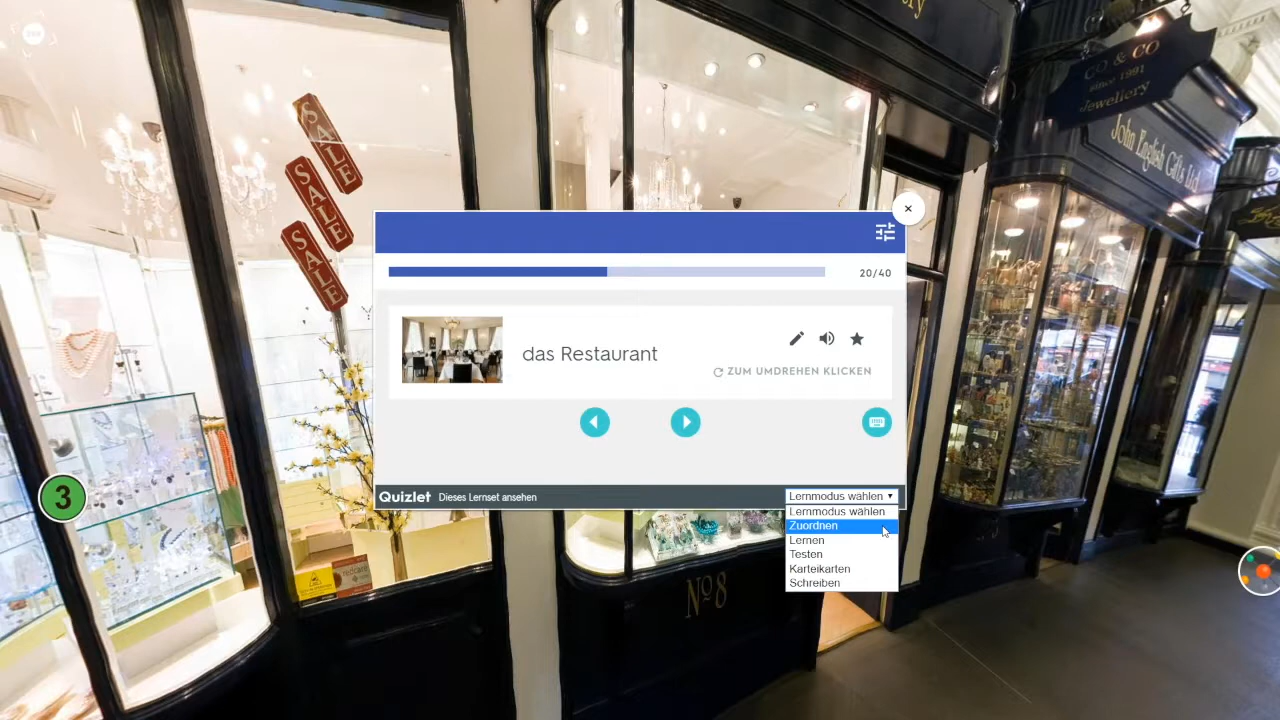 CO & CO
since 1991
Jewellery
John English Gifts Ltd
SALE
SALE
SALE
×
20/40
das Restaurant
ZUM UMDREHEN KLICKEN
3
Quizlet Dieses Lernset ansehen
Lernmodus wählen
Lernmodus wählen
Zuordnen
Lernen
Testen
Karteikarten
Schreiben
Nº8